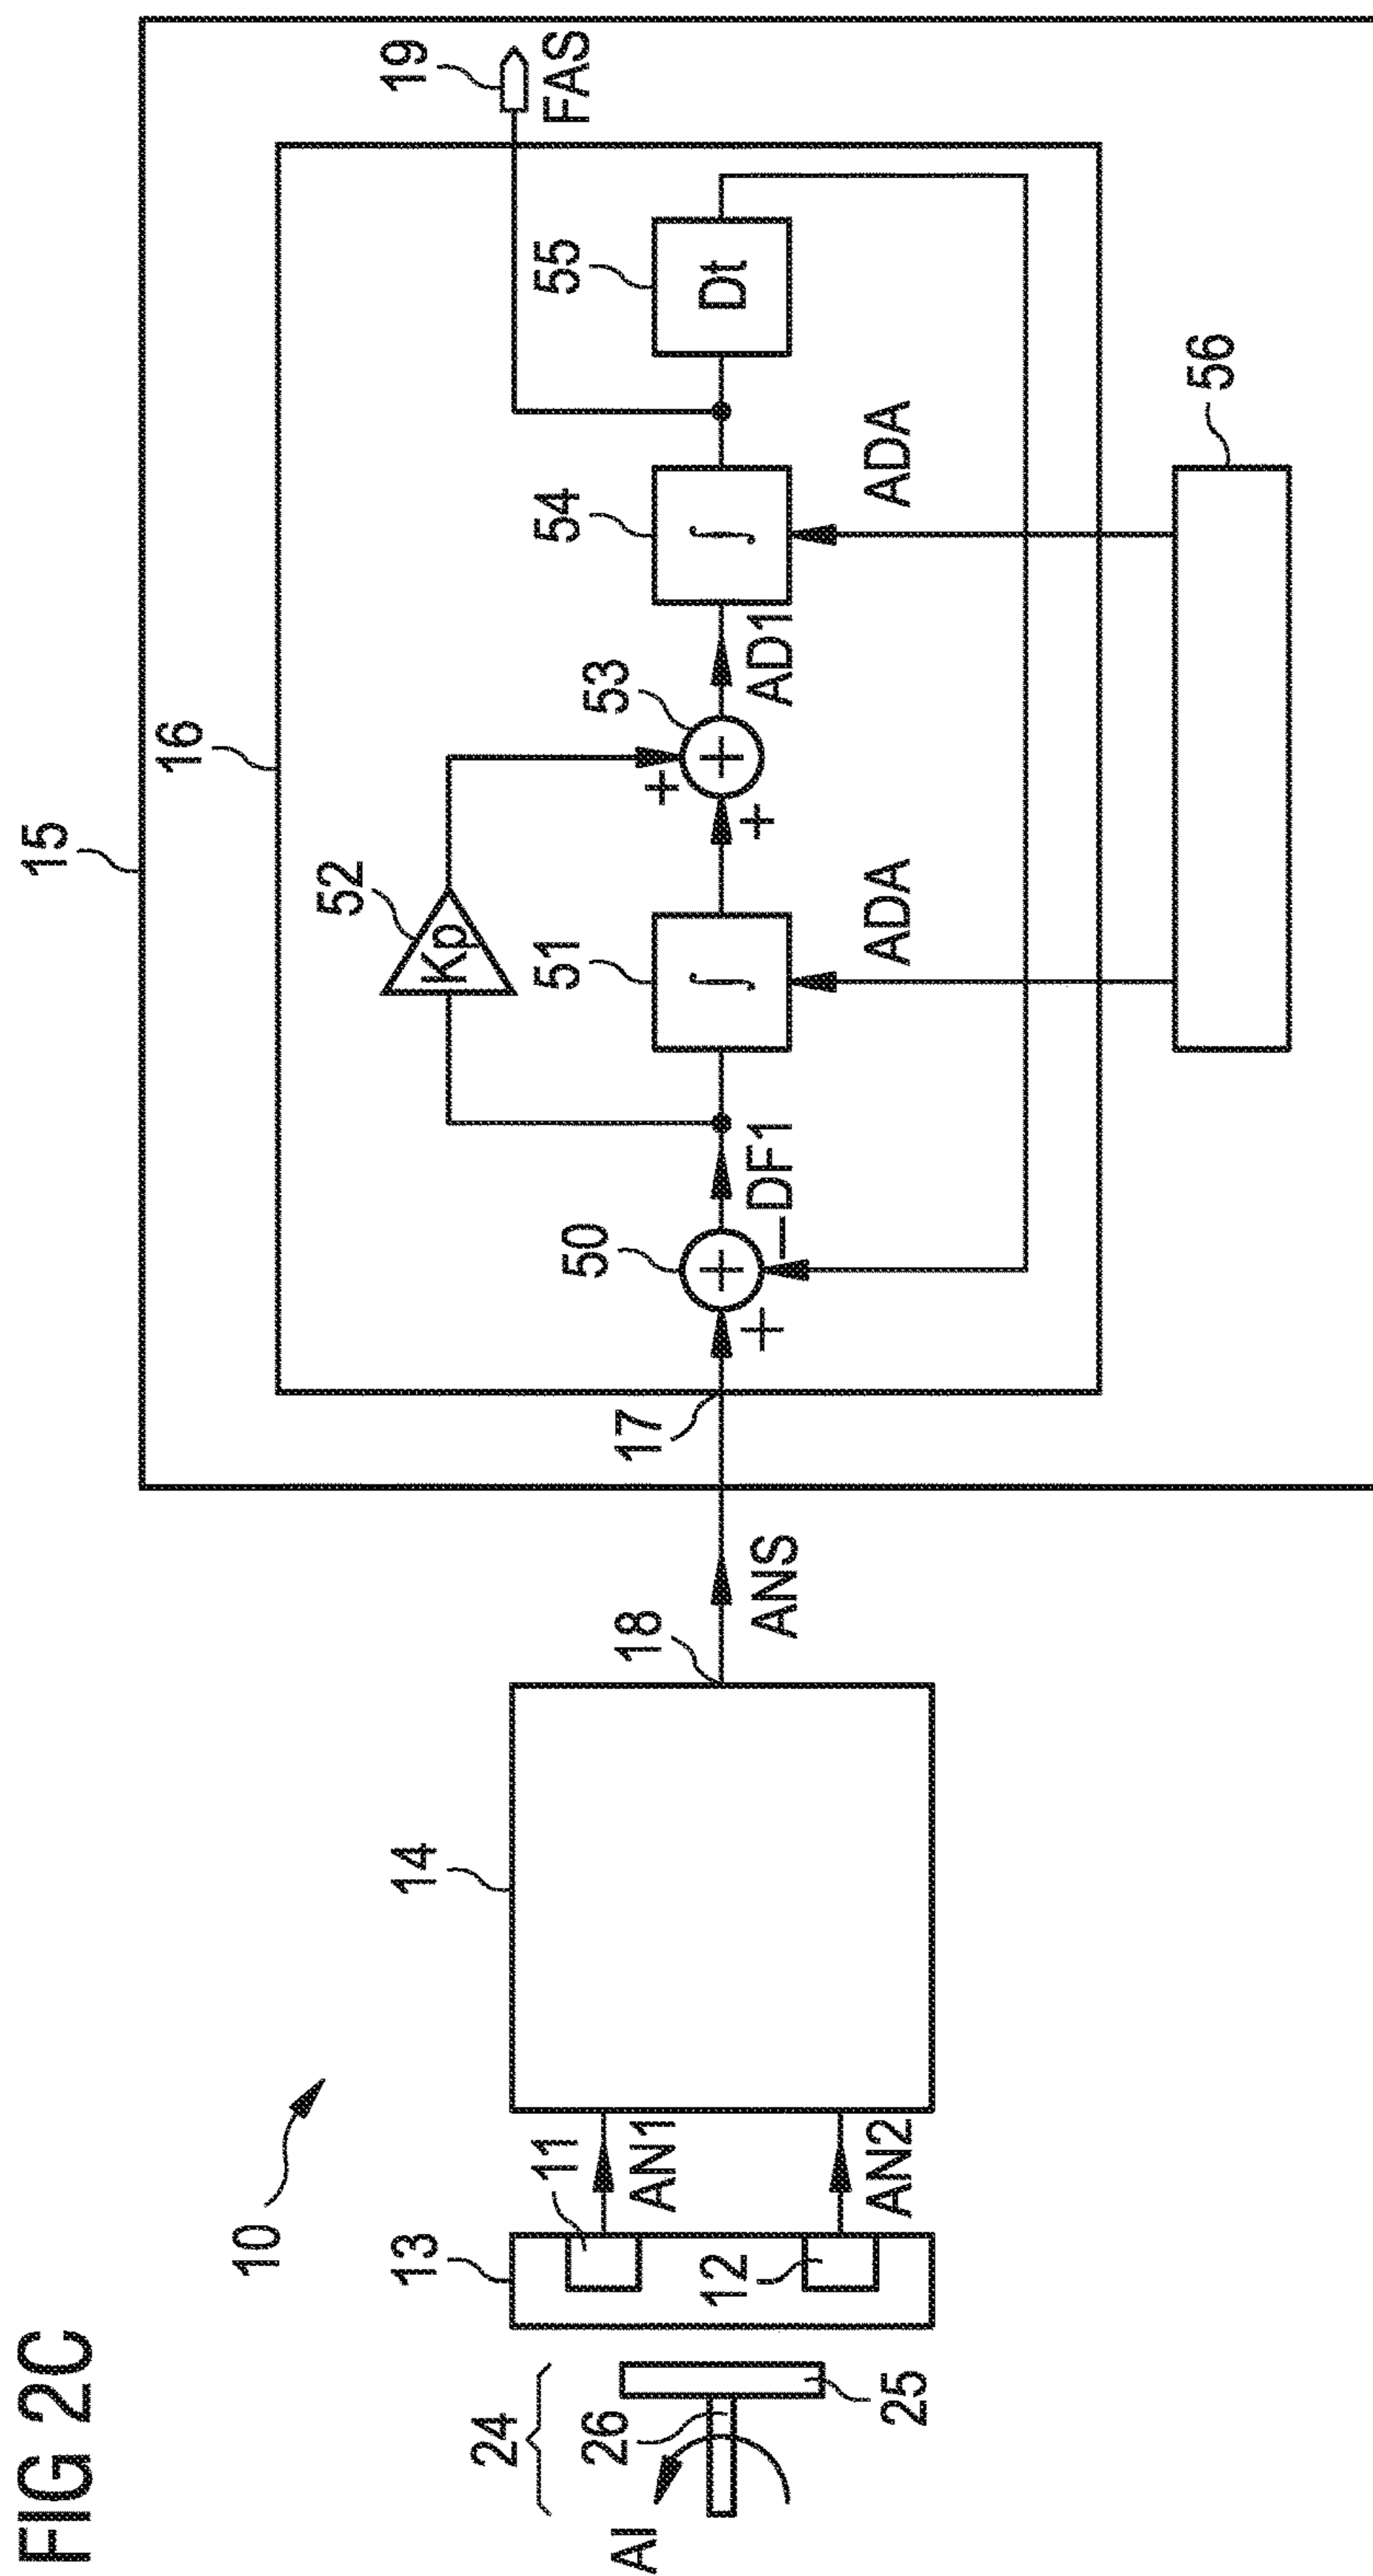 FIG 2C
10
15
16
19
FAS
52
Kp
50
51
∫
53
54
∫
55
Dt
+
+
+
+
+
+
−
DF1
AD1
ADA
ADA
56
17
18
ANS
14
13
11
AN1
12
AN2
24
26
25
AI